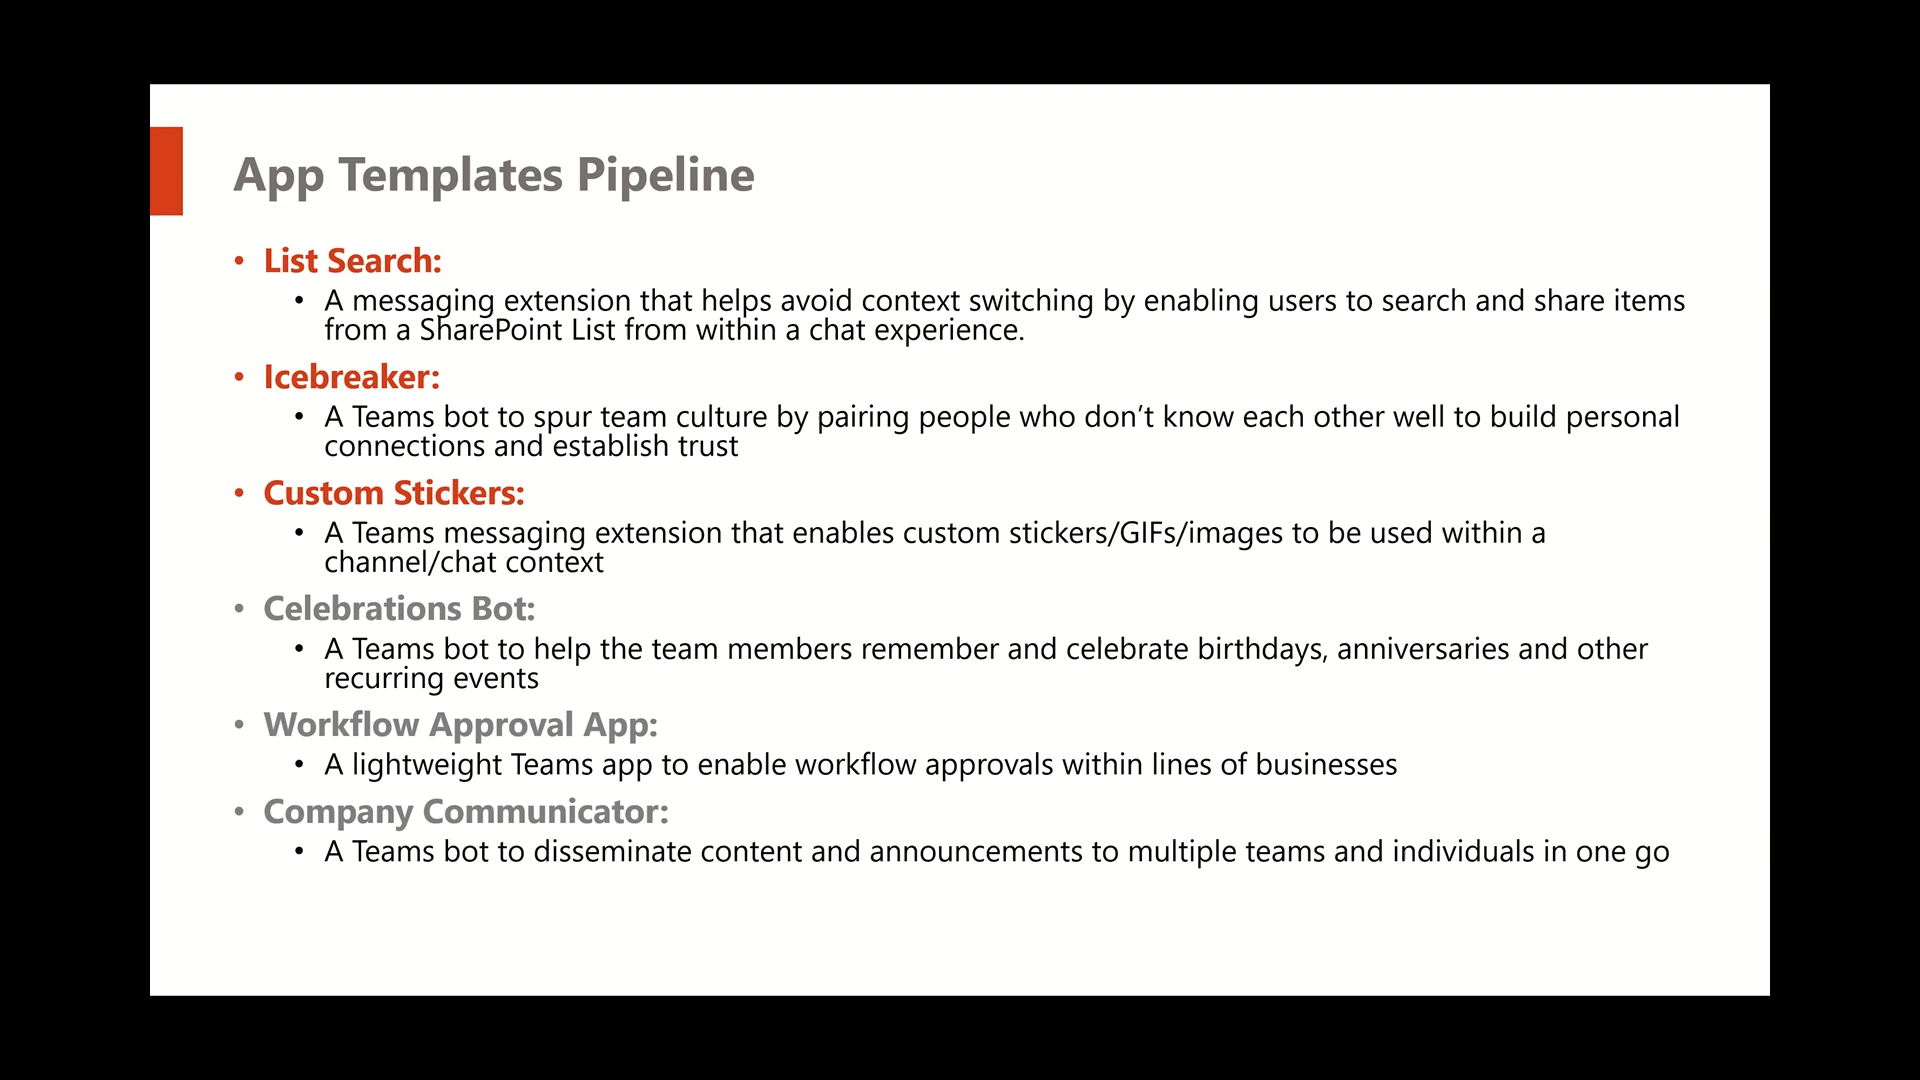 App Templates Pipeline
• List Search:
• A messaging extension that helps avoid context switching by enabling users to search and share items
from a SharePoint List from within a chat experience.
• Icebreaker:
• A Teams bot to spur team culture by pairing people who don’t know each other well to build personal
connections and establish trust
• Custom Stickers:
• A Teams messaging extension that enables custom stickers/GIFs/images to be used within a
channel/chat context
• Celebrations Bot:
• A Teams bot to help the team members remember and celebrate birthdays, anniversaries and other
recurring events
• Workflow Approval App:
• A lightweight Teams app to enable workflow approvals within lines of businesses
• Company Communicator:
• A Teams bot to disseminate content and announcements to multiple teams and individuals in one go